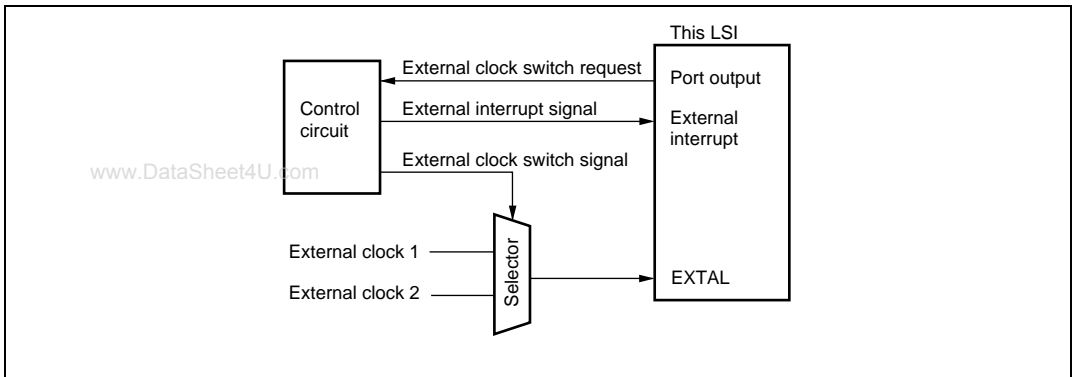 This LSI
External clock switch request
Port output
Control
circuit
External interrupt signal
External
interrupt
External clock switch signal
www.DataSheet4U.com
External clock 1
Selector
EXTAL
External clock 2